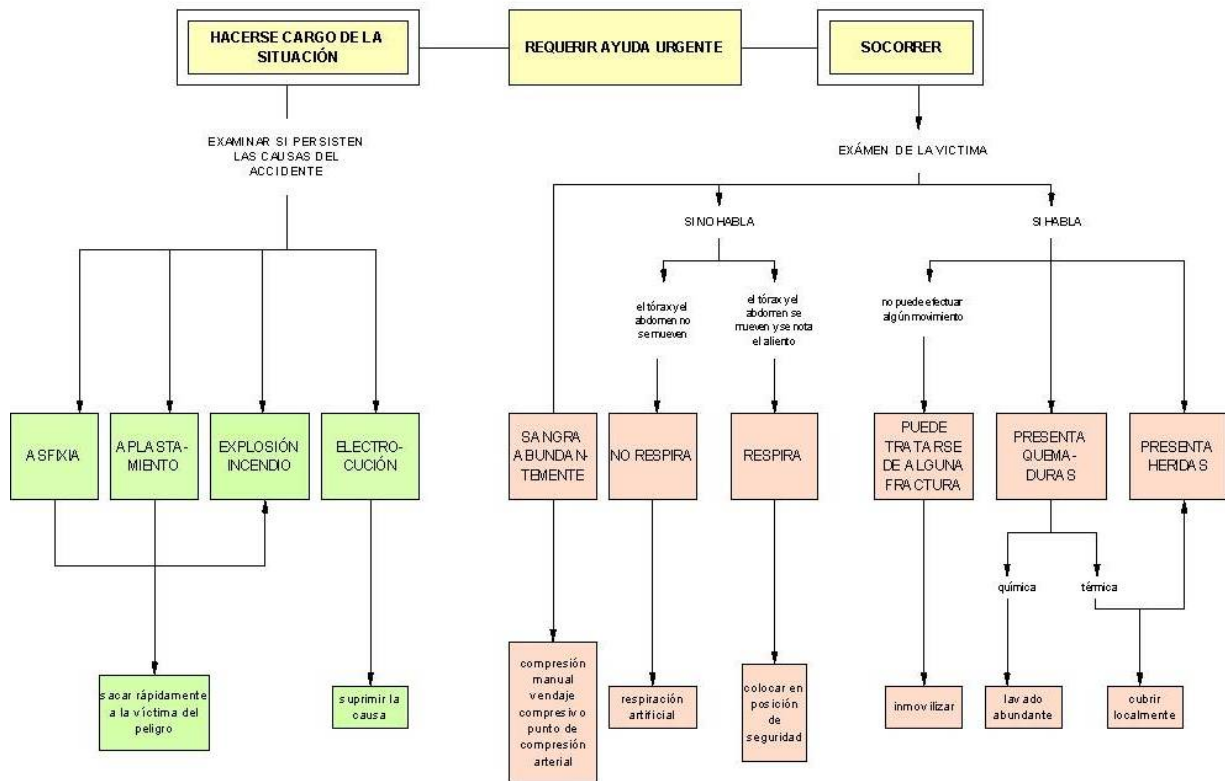 HACERSE CARGO DE LA
SITUACIÓN
REQUERIR AYUDA URGENTE
SOCORRER
EXAMINAR SI PERSISTEN
LAS CAUSAS DEL
ACCIDENTE
EXÁMEN DE LA VICTIMA
SI NO HABLA
SI HABLA
el tórax y el
abdomen no
se mueven
el tórax y el
abdomen se
mueven y se nota
el aliento
no puede efectuar
algún movimiento
ASFIXIA
APLASTA-
MIENTO
EXPLOSIÓN
INCENDIO
ELECTRO-
CUCIÓN
SANGRA
ABUNDAN-
TEMENTE
NO RESPIRA
RESPIRA
PUEDE
TRATARSE
DE ALGUNA
FRACTURA
PRESENTA
QUEMA-
DURAS
PRESENTA
HERIDAS
química
térmica
sacar rápidamente
a la víctima del
peligro
suprimir la
causa
compresión
manual
vendaje
compresivo
punto de
compresión
arterial
respiración
artificial
colocar en
posición
de
seguridad
inmovilizar
lavado
abundante
cubrir
localmente